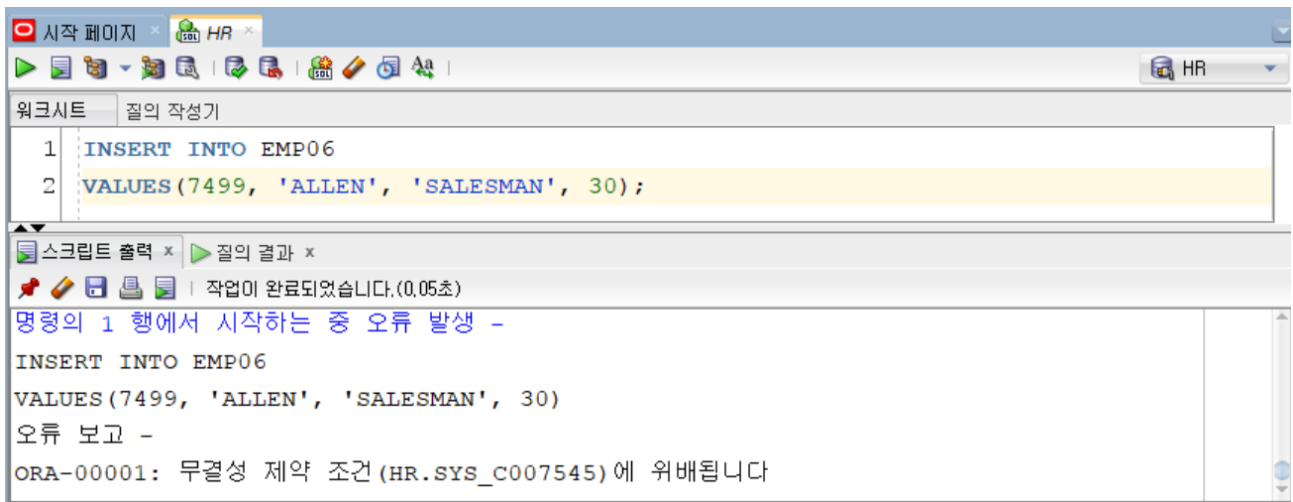 시작 페이지 HR
HR
워크시트 질의 작성기
1 INSERT INTO EMP06
2 VALUES(7499, 'ALLEN', 'SALESMAN', 30);
스크립트 출력 x 질의 결과 x
작업이 완료되었습니다.(0,05초)
명령의 1 행에서 시작하는 중 오류 발생 -
INSERT INTO EMP06
VALUES(7499, 'ALLEN', 'SALESMAN', 30)
오류 보고 -
ORA-00001: 무결성 제약 조건(HR.SYS_C007545)에 위배됩니다